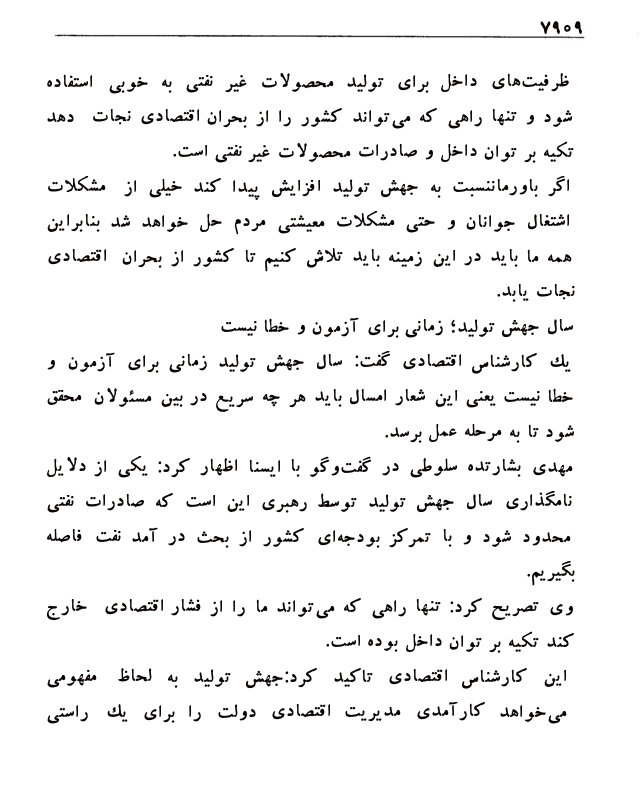 ۷۹۰۹
ظرفیت‌های داخل برای تولید محصولات غیر نفتی به خوبی استفاده
شود و تنها راهی که می‌تواند کشور را از بحران اقتصادی نجات دهد
تکیه بر توان داخل و صادرات محصولات غیر نفتی است.
اگر باورماننسبت به جهش تولید افزایش پیدا کند خیلی از مشکلات
اشتغال جوانان و حتی مشکلات معیشتی مردم حل خواهد شد بنابراین
همه ما باید در این زمینه باید تلاش کنیم تا کشور از بحران اقتصادی
نجات یابد.
سال جهش تولید؛ زمانی برای آزمون و خطا نیست
یك کارشناس اقتصادی گفت: سال جهش تولید زمانی برای آزمون و
خطا نیست یعنی این شعار امسال باید هر چه سریع در بین مسئولان محقق
شود تا به مرحله عمل برسد.
مهدی بشارتده سلوطی در گفت‌وگو با ایسنا اظهار کرد: یکی از دلایل
نامگذاری سال جهش تولید توسط رهبری این است که صادرات نفتی
محدود شود و با تمرکز بودجه‌ای کشور از بحث در آمد نفت فاصله
بگیریم.
وی تصریح کرد: تنها راهی که می‌تواند ما را از فشار اقتصادی خارج
کند تکیه بر توان داخل بوده است.
این کارشناس اقتصادی تاکید کرد:جهش تولید به لحاظ مفهومی
می‌خواهد کارآمدی مدیریت اقتصادی دولت را برای یك راستی